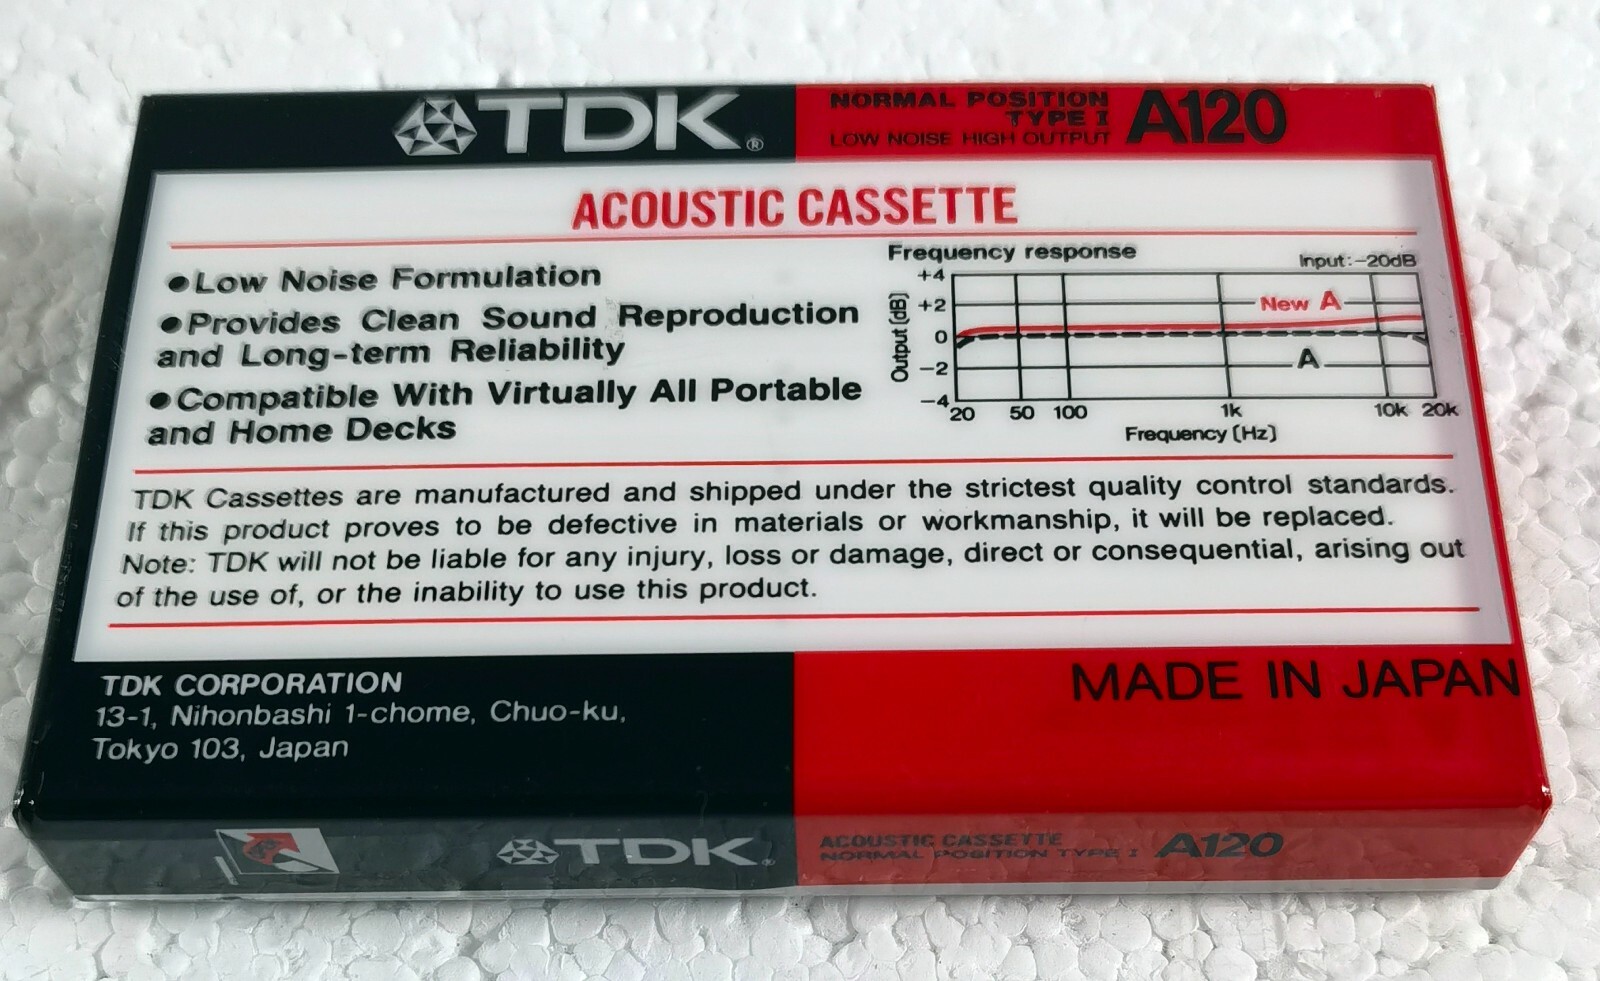 TDK®
NORMAL POSITION
TYPE I
LOW NOISE HIGH OUTPUT
A120
ACOUSTIC CASSETTE
●Low Noise Formulation
●Provides Clean Sound Reproduction
and Long-term Reliability
●Compatible With Virtually All Portable
and Home Decks
Frequency response
Input:-20dB
+4
+2
0
-2
-4
Output (dB)
New A
A
20 50 100 1k 10k 20k
Frequency (Hz)
TDK Cassettes are manufactured and shipped under the strictest quality control standards.
If this product proves to be defective in materials or workmanship, it will be replaced.
Note: TDK will not be liable for any injury, loss or damage, direct or consequential, arising out
of the use of, or the inability to use this product.
TDK CORPORATION
13-1, Nihonbashi 1-chome, Chuo-ku,
Tokyo 103, Japan
MADE IN JAPAN
TDK®
ACOUSTIC CASSETTE
NORMAL POSITION TYPE I
A120